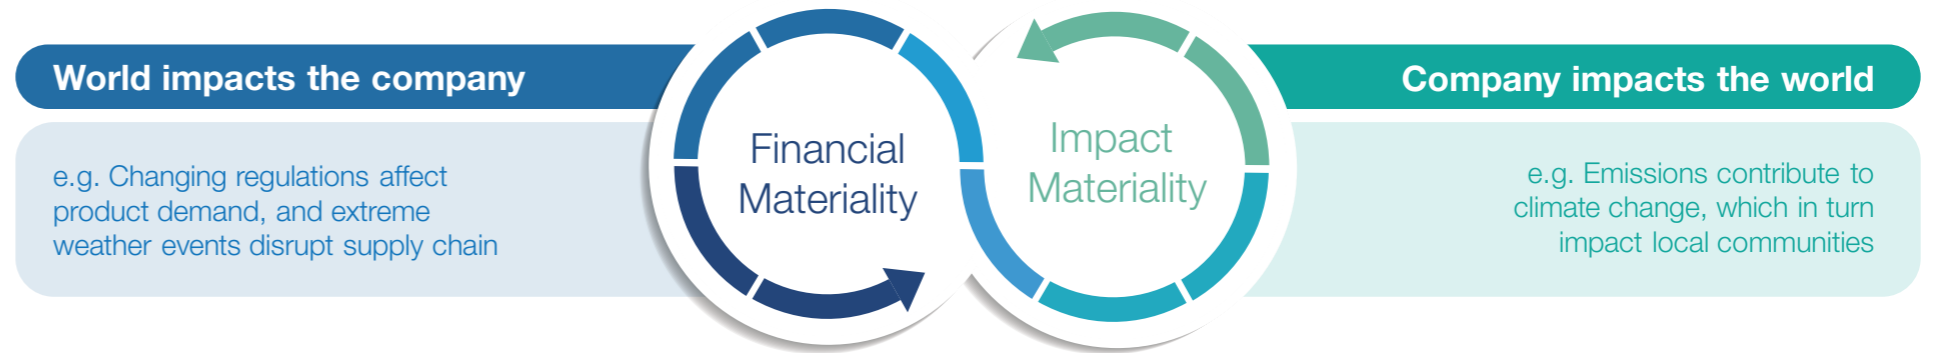 World impacts the company
e.g. Changing regulations affect
product demand, and extreme
weather events disrupt supply chain
Financial
Materiality
Impact
Materiality
Company impacts the world
e.g. Emissions contribute to
climate change, which in turn
impact local communities